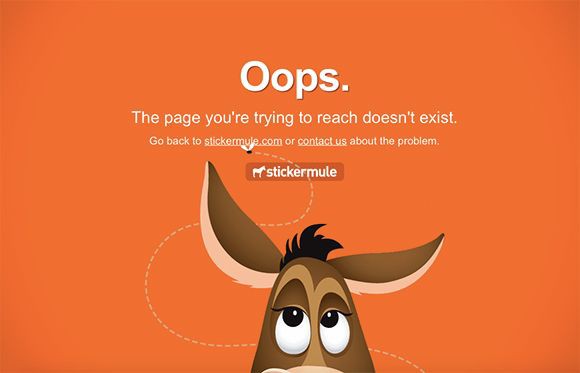 Oops.
The page you're trying to reach doesn't exist.
Go back to stickermule.com or contact us about the problem.
stickermule